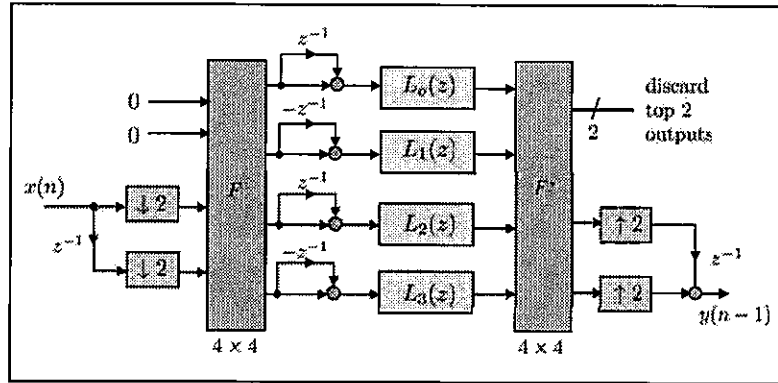 z⁻¹
L₀(z)
discard
top 2
outputs
2
0
0
−z⁻¹
L₁(z)
F
F*
x(n)
↓ 2
z⁻¹
L₂(z)
↑ 2
z⁻¹
↓ 2
−z⁻¹
L₃(z)
↑ 2
z⁻¹
y(n − 1)
4 × 4
4 × 4